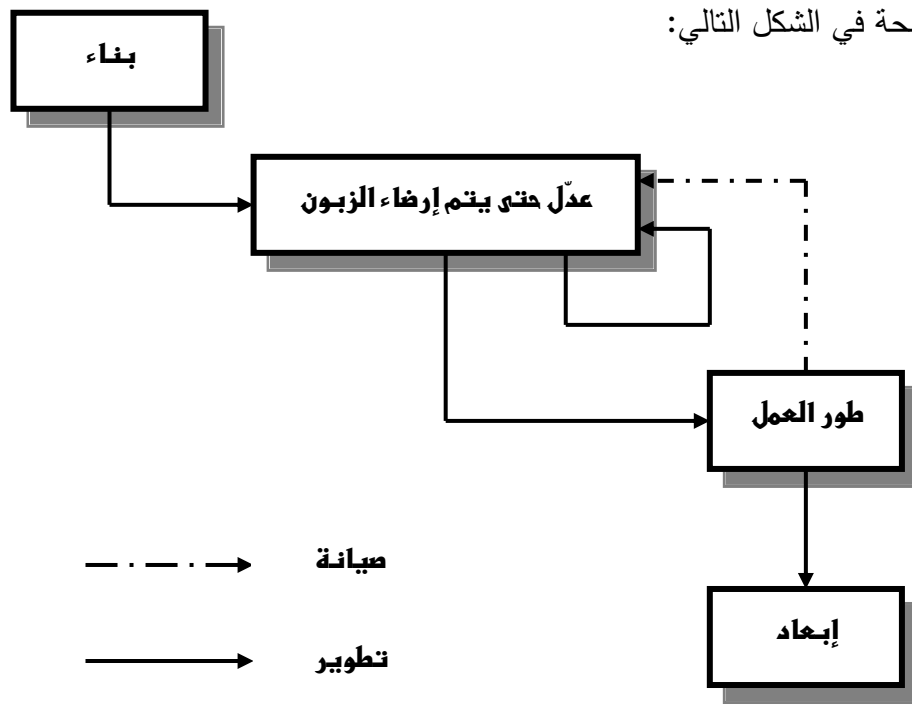 حة في الشكل التالي:
بناء
عدّل حتى يتم إرضاء الزبون
طور العمل
صيانة
إبعاد
تطوير